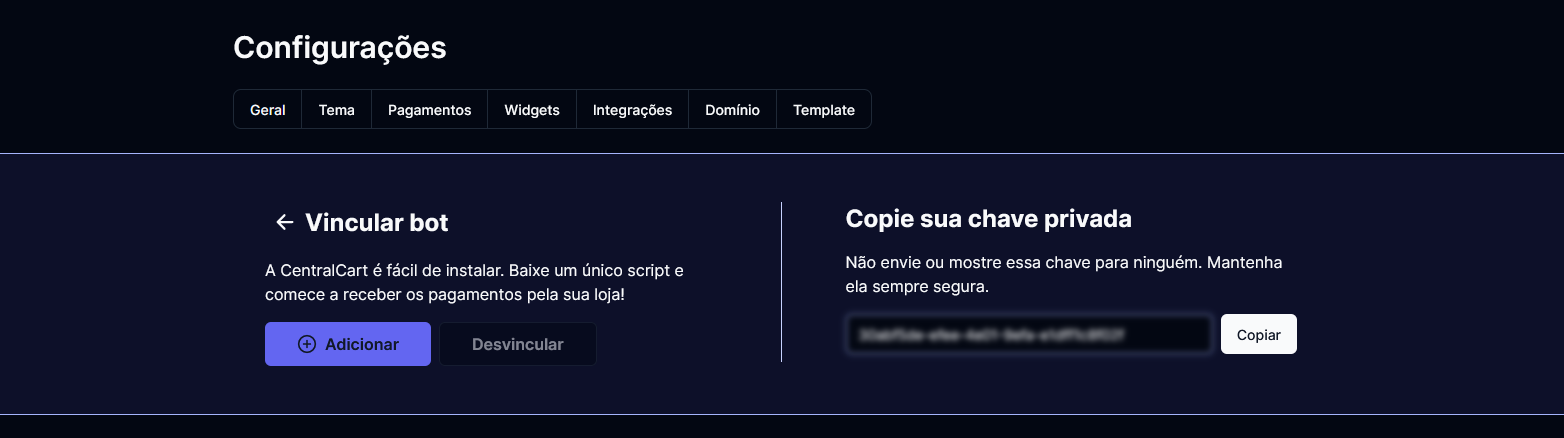 Configurações
Geral
Tema
Pagamentos
Widgets
Integrações
Domínio
Template
Vincular bot
A CentralCart é fácil de instalar. Baixe um único script e
comece a receber os pagamentos pela sua loja!
Adicionar
Desvincular
Copie sua chave privada
Não envie ou mostre essa chave para ninguém. Mantenha
ela sempre segura.
Copiar